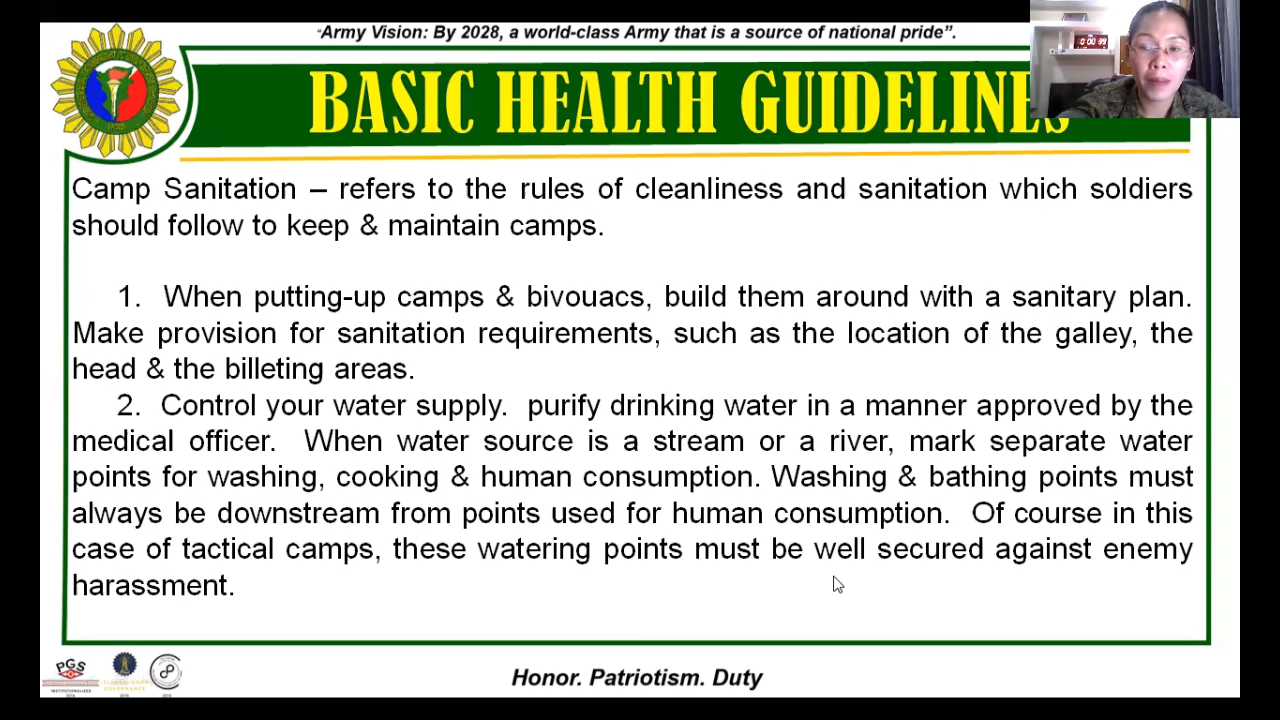 "Army Vision: By 2028, a world-class Army that is a source of national pride".
BASIC HEALTH GUIDELINES
Camp Sanitation – refers to the rules of cleanliness and sanitation which soldiers
should follow to keep & maintain camps.
1. When putting-up camps & bivouacs, build them around with a sanitary plan.
Make provision for sanitation requirements, such as the location of the galley, the
head & the billeting areas.
2. Control your water supply. purify drinking water in a manner approved by the
medical officer. When water source is a stream or a river, mark separate water
points for washing, cooking & human consumption. Washing & bathing points must
always be downstream from points used for human consumption. Of course in this
case of tactical camps, these watering points must be well secured against enemy
harassment.
PGS
INSTITUTIONALIZED
GOVERNANCE
Honor. Patriotism. Duty